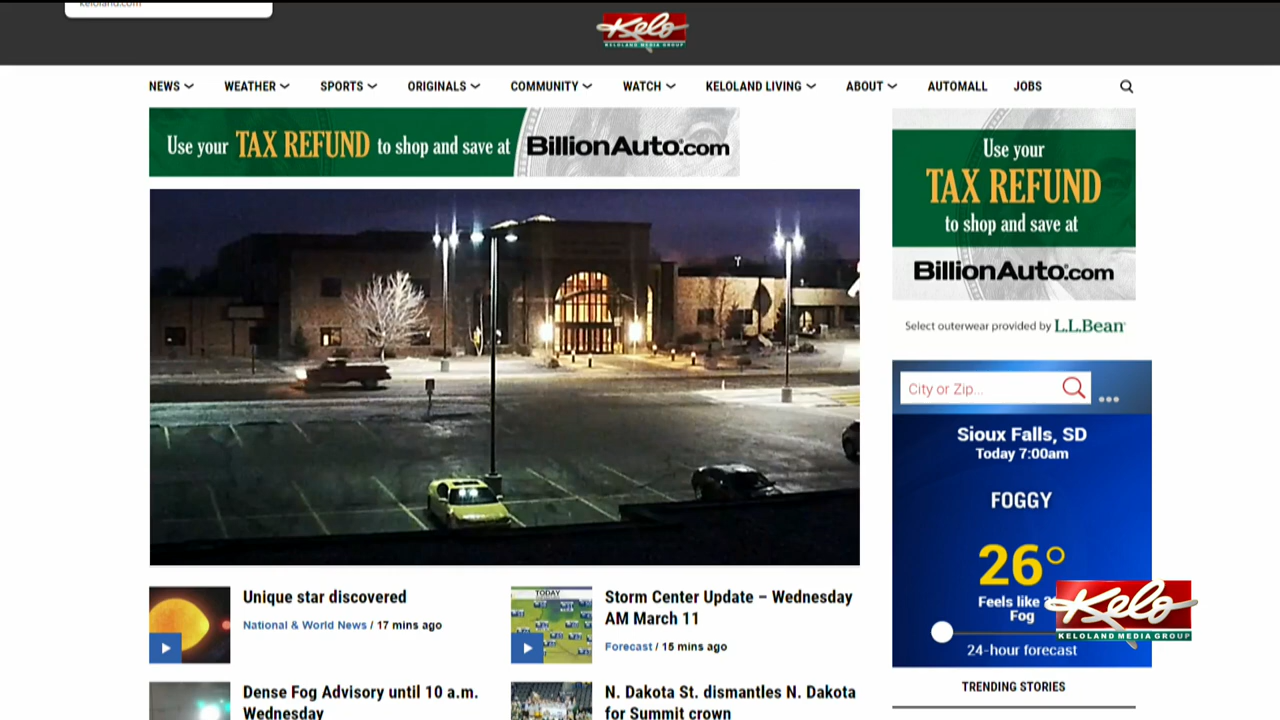 keloland.com
Kelo
KELOLAND MEDIA GROUP
NEWS
WEATHER
SPORTS
ORIGINALS
COMMUNITY
WATCH
KELOLAND LIVING
ABOUT
AUTOMALL
JOBS
Use your TAX REFUND to shop and save at
BillionAuto.com
Use your
TAX REFUND
to shop and save at
BillionAuto.com
Select outerwear provided by L.L.Bean
City or Zip...
Sioux Falls, SD
Today 7:00am
FOGGY
26°
Feels like
Fog
24-hour forecast
Kelo
KELOLAND MEDIA GROUP
TRENDING STORIES
Unique star discovered
National & World News / 17 mins ago
TODAY
Storm Center Update – Wednesday
AM March 11
Forecast / 15 mins ago
Dense Fog Advisory until 10 a.m.
Wednesday
N. Dakota St. dismantles N. Dakota
for Summit crown